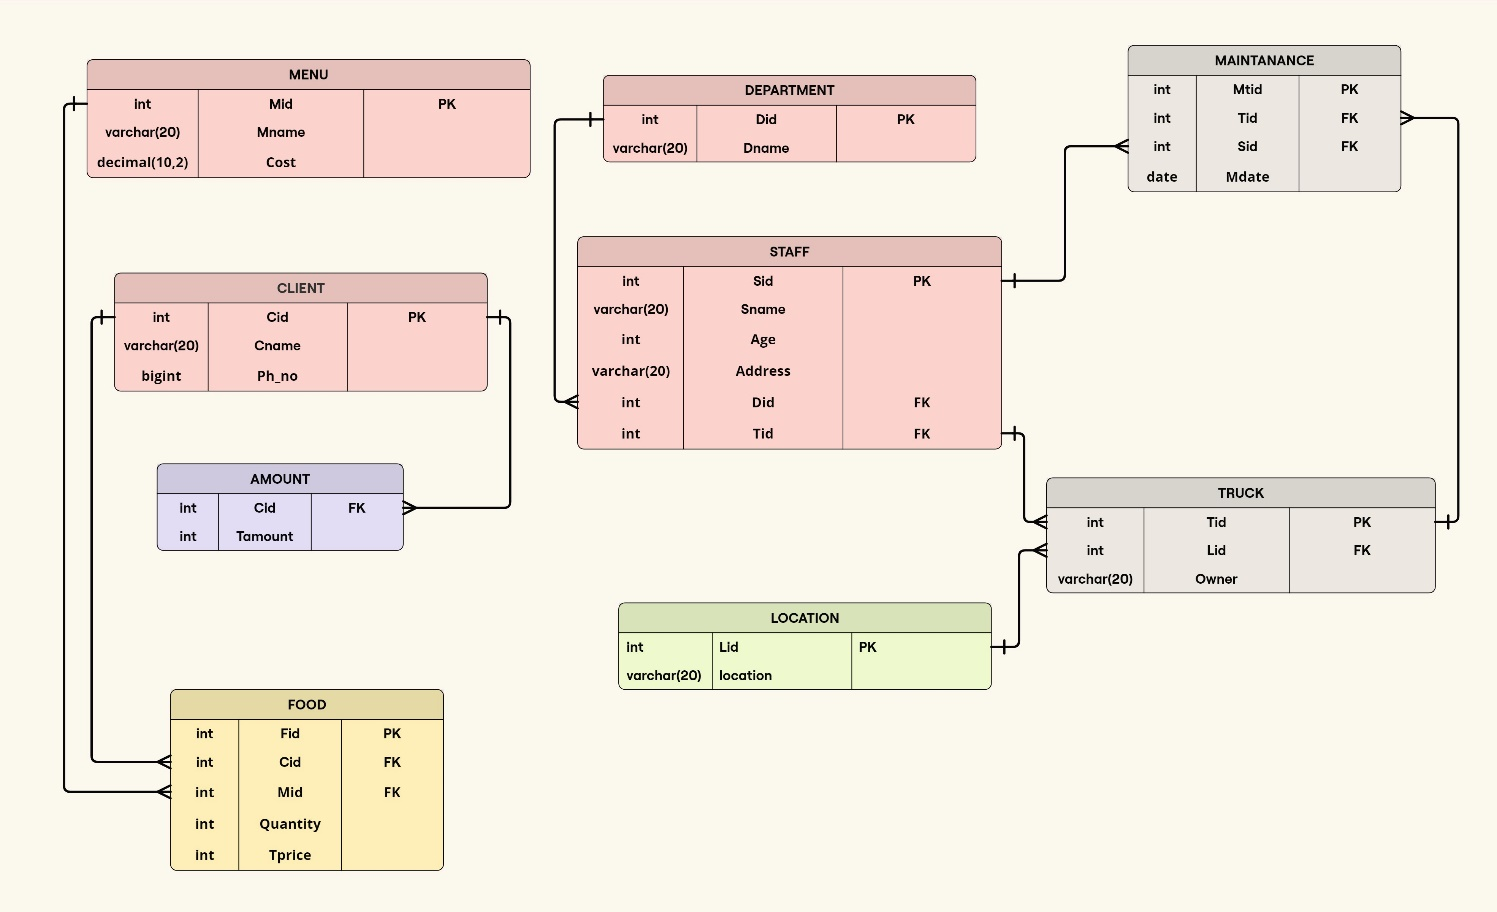 MENU
int Mid PK
varchar(20) Mname
decimal(10,2) Cost
DEPARTMENT
int Did PK
varchar(20) Dname
MAINTANANCE
int Mtid PK
int Tid FK
int Sid FK
date Mdate
CLIENT
int Cid PK
varchar(20) Cname
bigint Ph_no
STAFF
int Sid PK
varchar(20) Sname
int Age
varchar(20) Address
int Did FK
int Tid FK
AMOUNT
int Cid FK
int Tamount
TRUCK
int Tid PK
int Lid FK
varchar(20) Owner
LOCATION
int Lid PK
varchar(20) location
FOOD
int Fid PK
int Cid FK
int Mid FK
int Quantity
int Tprice